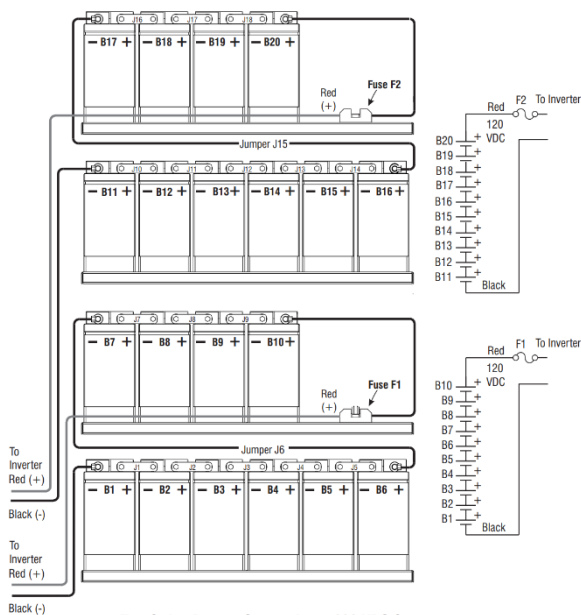 J16 J17 J18
− B17 + − B18 + − B19 + − B20 +
Fuse F2
Red
(+)
Jumper J15
J10 J11 J12 J13 J14
− B11 + − B12 + − B13 + − B14 + − B15 + − B16 +
F2 To Inverter
Red
120
VDC
B20 +
B19 +
B18 +
B17 +
B16 +
B15 +
B14 +
B13 +
B12 +
B11 +
Black
J7 J8 J9
− B7 + − B8 + − B9 + − B10 +
Fuse F1
Red
(+)
Jumper J6
J1 J2 J3 J4 J5
− B1 + − B2 + − B3 + − B4 + − B5 + − B6 +
F1 To Inverter
Red
120
VDC
B10 +
B9 +
B8 +
B7 +
B6 +
B5 +
B4 +
B3 +
B2 +
B1 +
Black
To
Inverter
Red (+)
Black (-)
To
Inverter
Red (+)
Black (-)